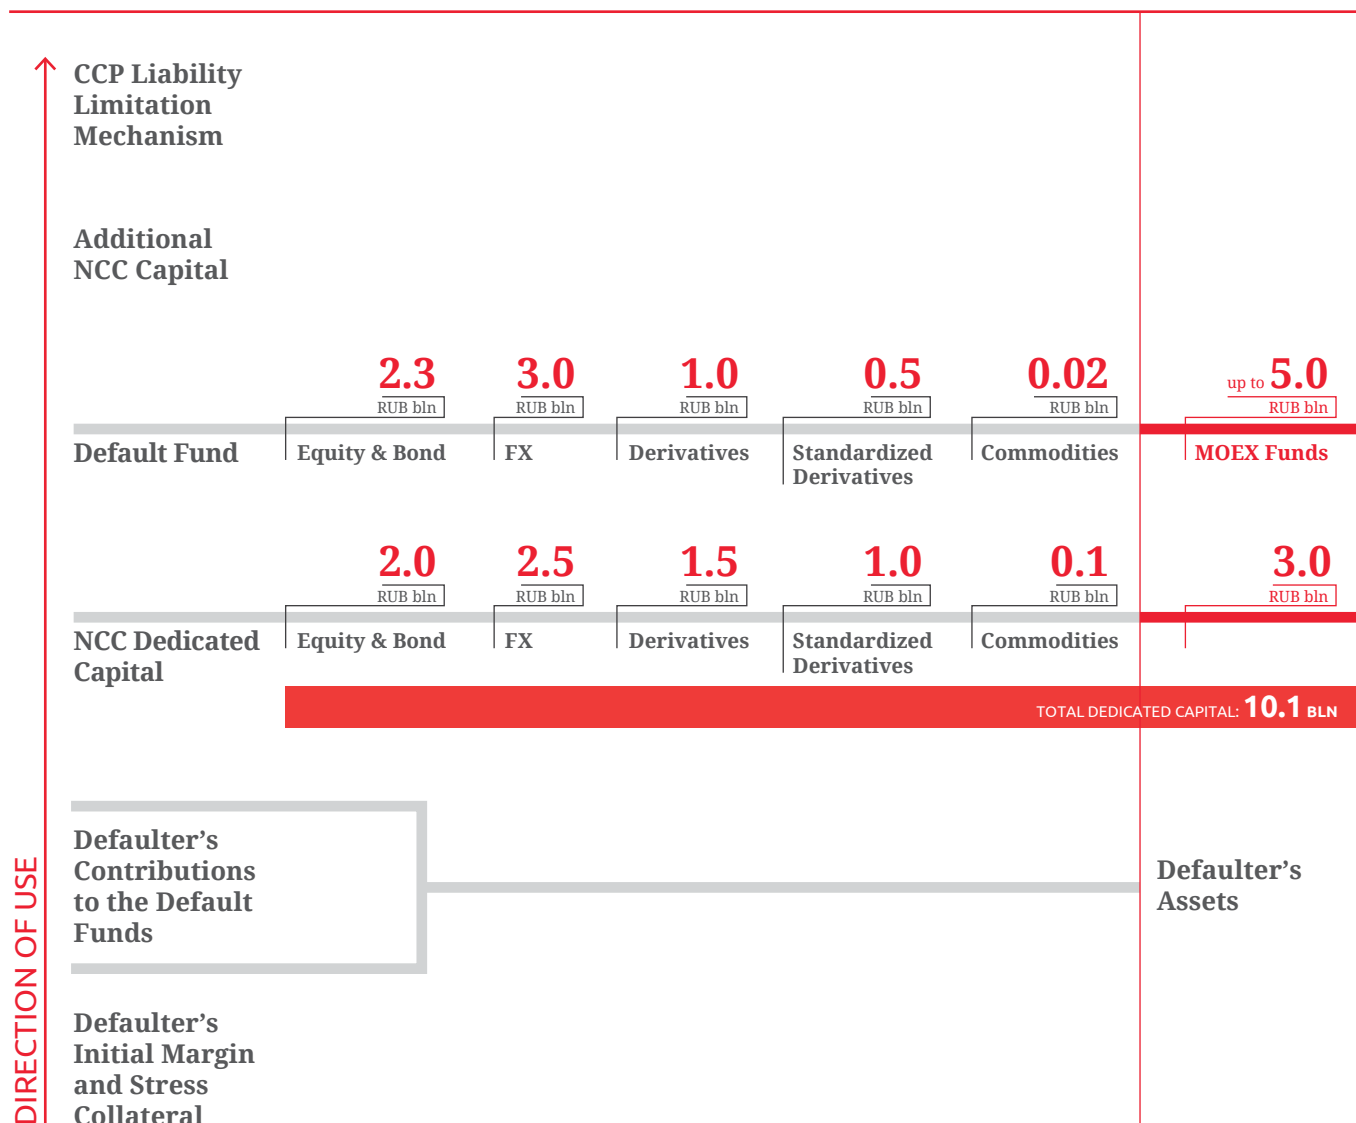 CCP Liability
Limitation
Mechanism
Additional
NCC Capital
2.3
RUB bln
3.0
RUB bln
1.0
RUB bln
0.5
RUB bln
0.02
RUB bln
up to 5.0
RUB bln
Default Fund
Equity & Bond
FX
Derivatives
Standardized
Derivatives
Commodities
MOEX Funds
2.0
RUB bln
2.5
RUB bln
1.5
RUB bln
1.0
RUB bln
0.1
RUB bln
3.0
RUB bln
NCC Dedicated
Capital
Equity & Bond
FX
Derivatives
Standardized
Derivatives
Commodities
TOTAL DEDICATED CAPITAL: 10.1 BLN
Defaulter’s
Contributions
to the Default
Funds
Defaulter’s
Assets
Defaulter’s
Initial Margin
and Stress
Collateral
DIRECTION OF USE